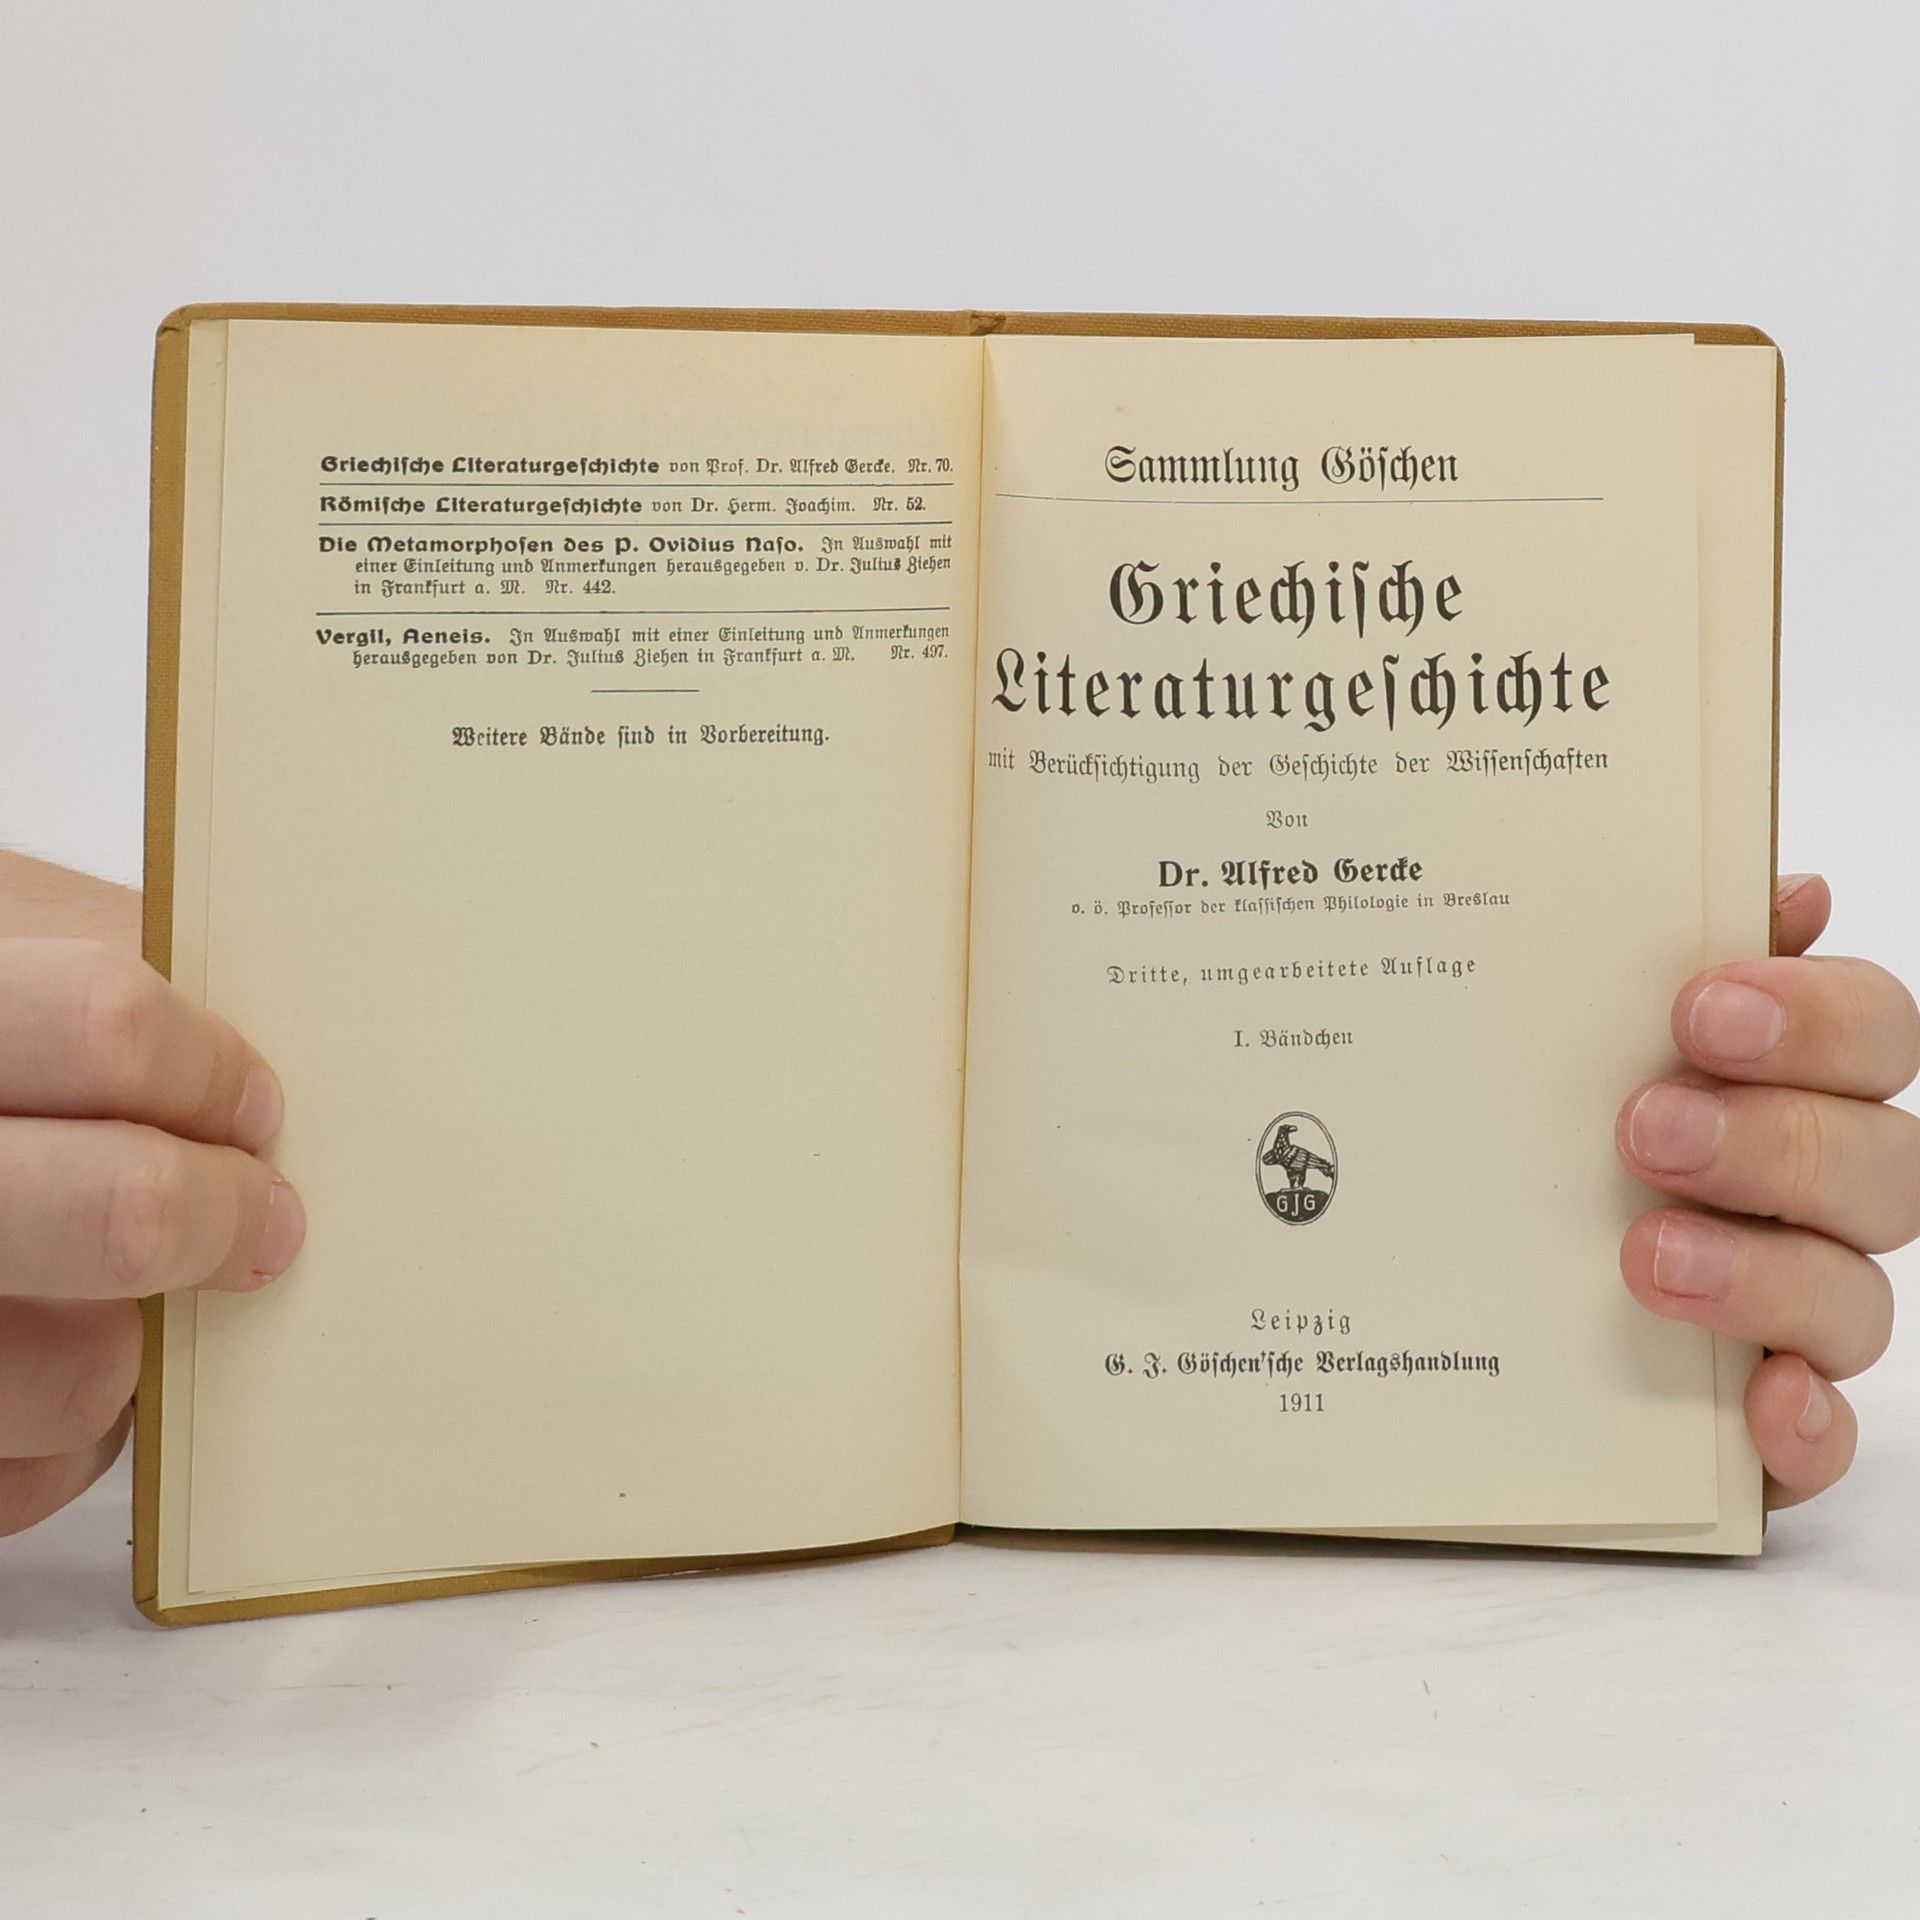 Griechiſche Literaturgeſchichte von Prof. Dr. Alfred Gercke. Nr. 70.
Römiſche Literaturgeſchichte von Dr. Herm. Joachim. Nr. 52.
Die Metamorphoſen des P. Ovidius Naſo. In Auswahl mit
einer Einleitung und Anmerkungen herausgegeben v. Dr. Julius Ziehen
in Frankfurt a. M. Nr. 442.
Vergil, Aeneis. In Auswahl mit einer Einleitung und Anmerkungen
herausgegeben von Dr. Julius Ziehen in Frankfurt a. M. Nr. 497.
Weitere Bände ſind in Vorbereitung.
Sammlung Göſchen
Griechiſche
Literaturgeſchichte
mit Berückſichtigung der Geſchichte der Wiſſenſchaften
Von
Dr. Alfred Gercke
o. ö. Profeſſor der klaſſiſchen Philologie in Breslau
Dritte, umgearbeitete Auflage
I. Bändchen
GJG
Leipzig
G. J. Göſchen'ſche Verlagshandlung
1911